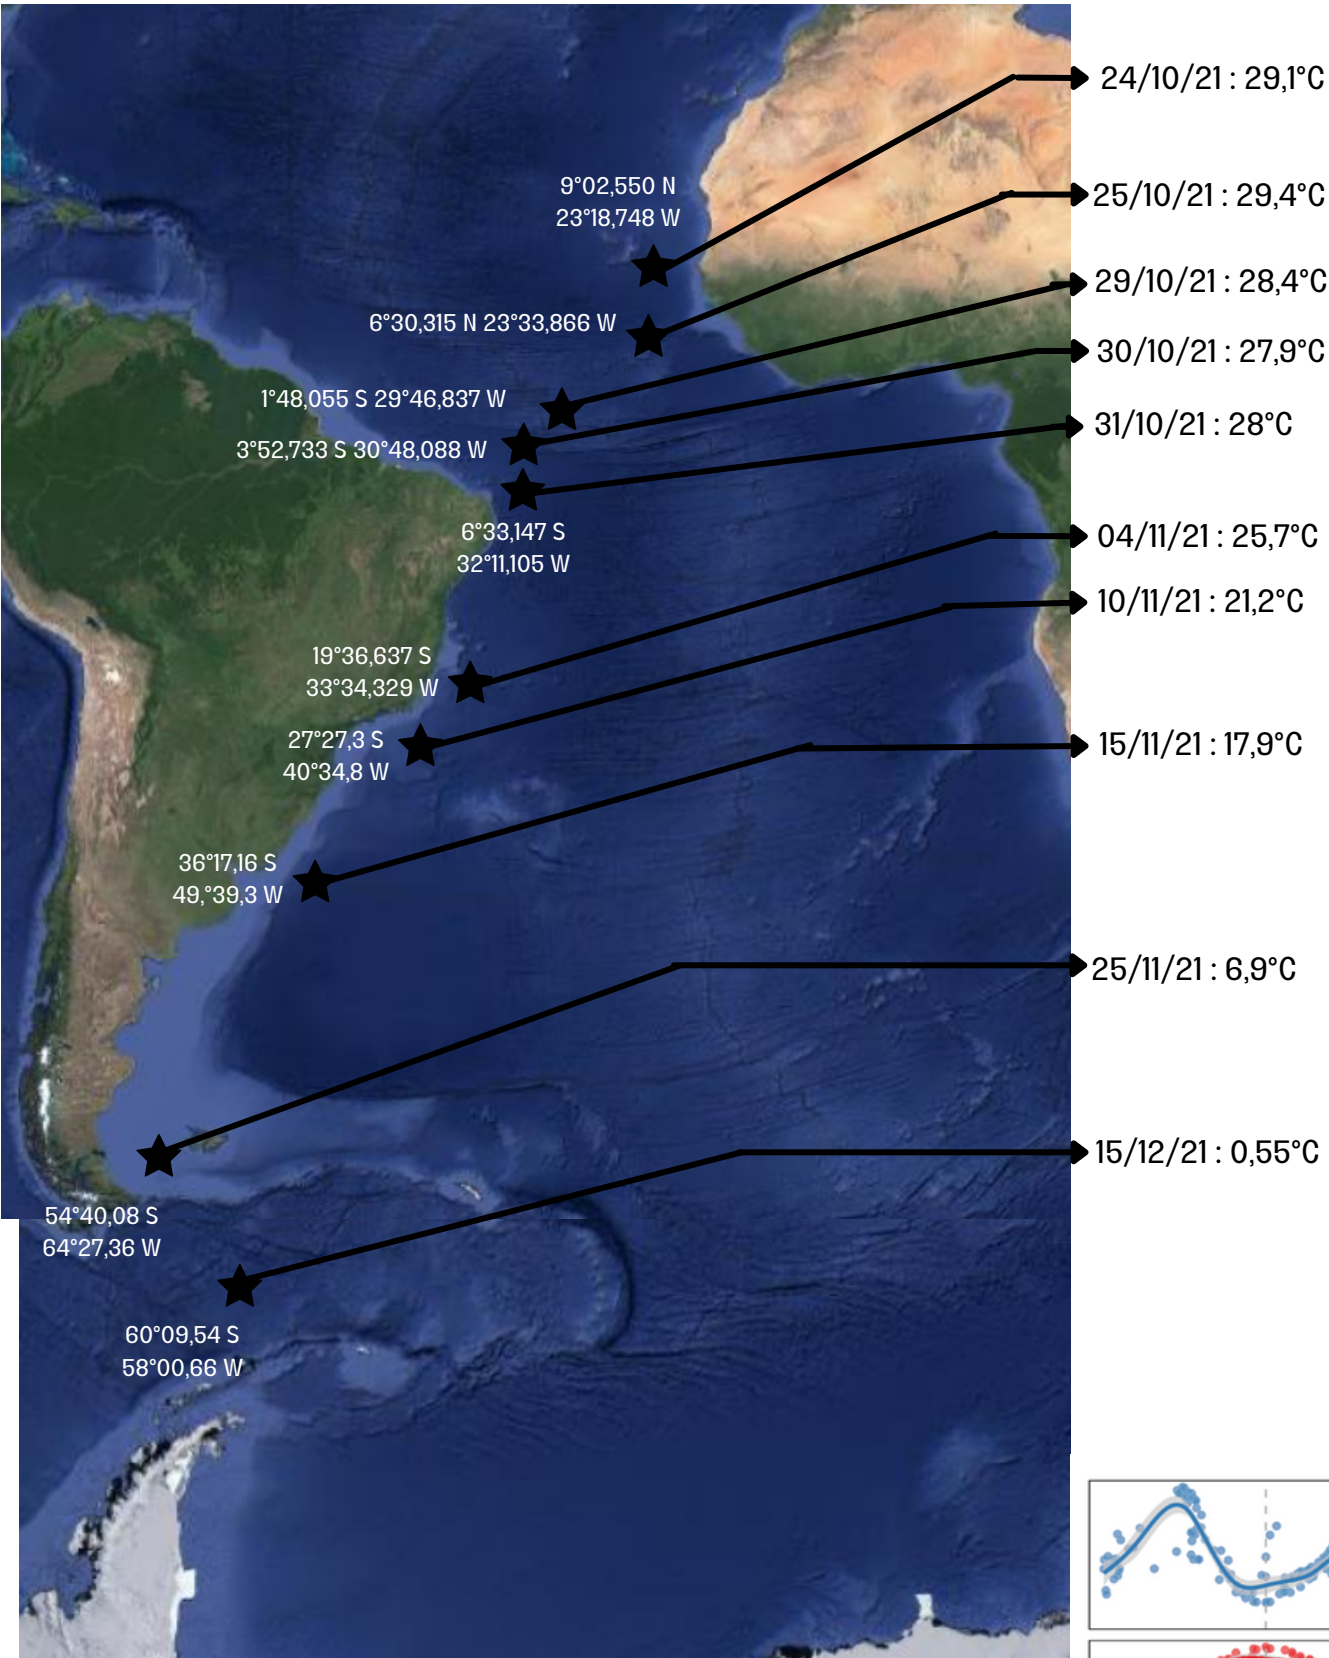 24/10/21 : 29,1°C
9°02,550 N
23°18,748 W
25/10/21 : 29,4°C
29/10/21 : 28,4°C
6°30,315 N 23°33,866 W
30/10/21 : 27,9°C
1°48,055 S 29°46,837 W
31/10/21 : 28°C
3°52,733 S 30°48,088 W
6°33,147 S
32°11,105 W
04/11/21 : 25,7°C
10/11/21 : 21,2°C
19°36,637 S
33°34,329 W
27°27,3 S
40°34,8 W
15/11/21 : 17,9°C
36°17,16 S
49,°39,3 W
25/11/21 : 6,9°C
15/12/21 : 0,55°C
54°40,08 S
64°27,36 W
60°09,54 S
58°00,66 W